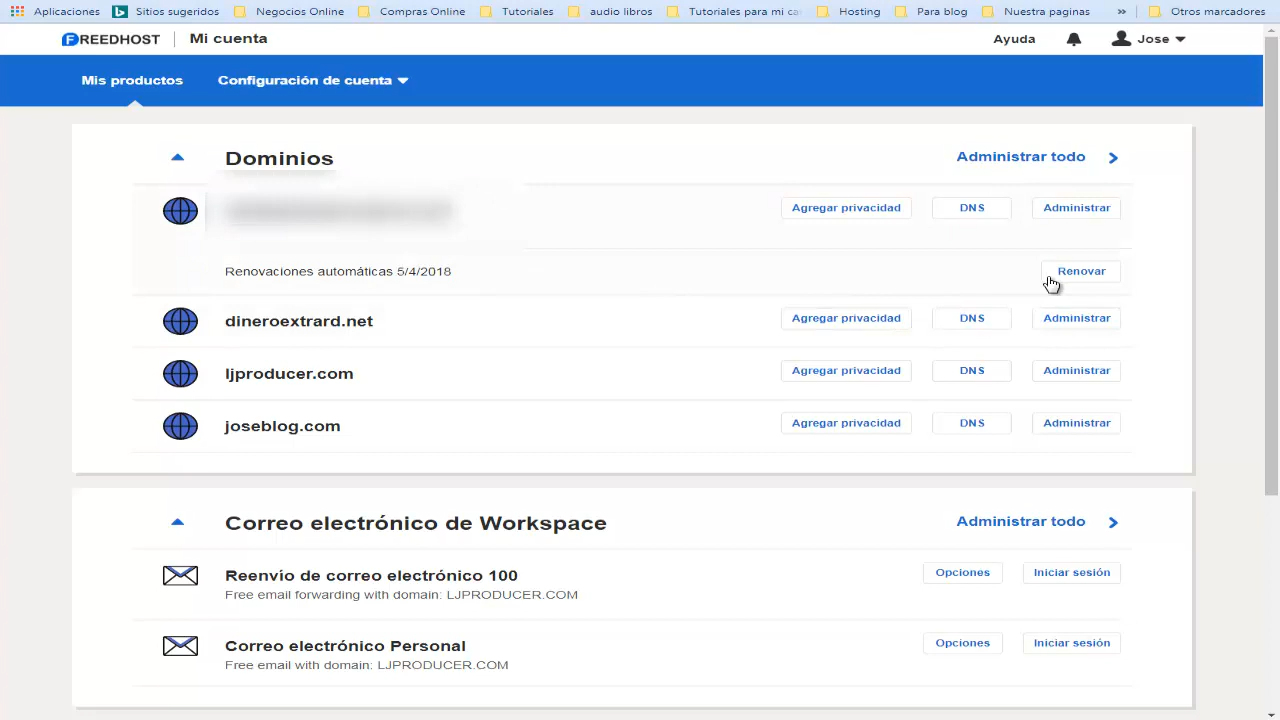 Aplicaciones Sitios sugeridos Negocios Online Compras Online Tutoriales audio libros Tutoriales para mi ca Hosting Para blog Nuestra paginas » Otros marcadores
FREEDHOST Mi cuenta Ayuda Jose
Mis productos Configuración de cuenta
Dominios Administrar todo
Agregar privacidad DNS Administrar
Renovaciones automáticas 5/4/2018 Renovar
dineroextrard.net Agregar privacidad DNS Administrar
ljproducer.com Agregar privacidad DNS Administrar
joseblog.com Agregar privacidad DNS Administrar
Correo electrónico de Workspace Administrar todo
Reenvío de correo electrónico 100 Opciones Iniciar sesión
Free email forwarding with domain: LJPRODUCER.COM
Correo electrónico Personal Opciones Iniciar sesión
Free email with domain: LJPRODUCER.COM